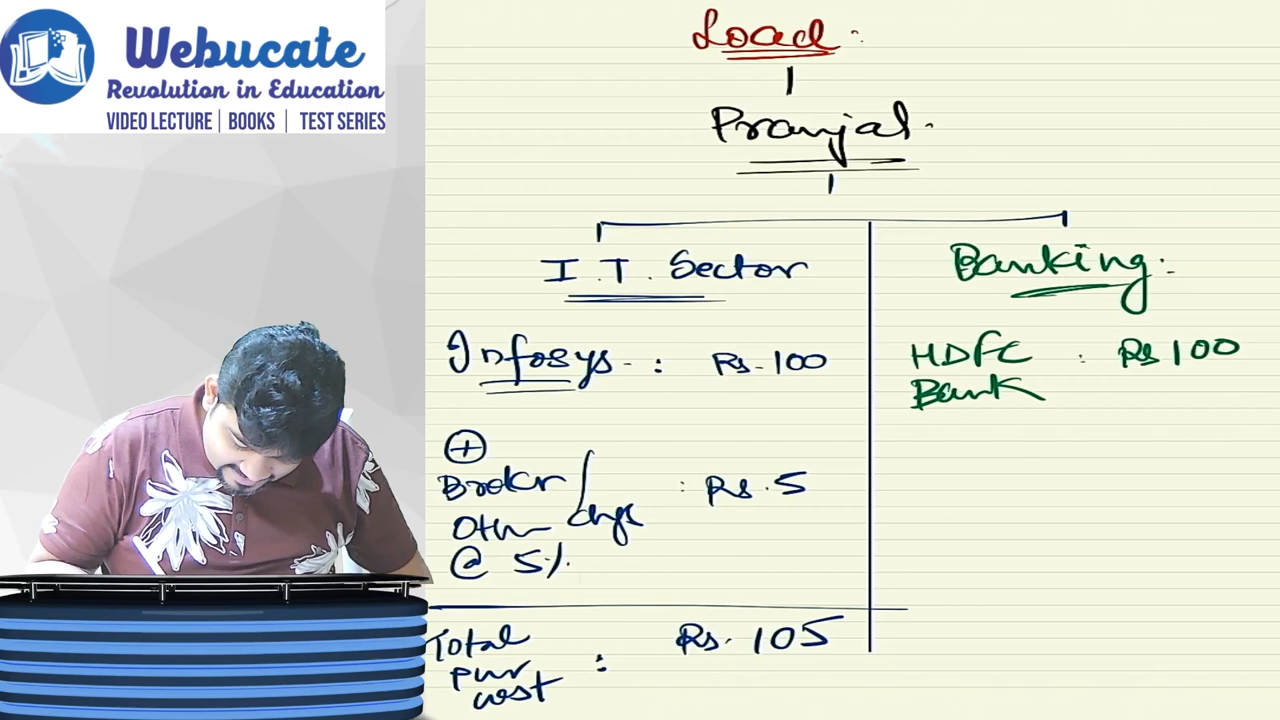 Webucate
Revolution in Education
VIDEO LECTURE | BOOKS | TEST SERIES
Load:
Pranjal.
I.T. Sector
Infosys - : Rs. 100
+
Broker /
Other chgs : Rs. 5
@ 5%.
Total
pur
cost : Rs. 105
Banking:
HDFC : Rs 100
Bank